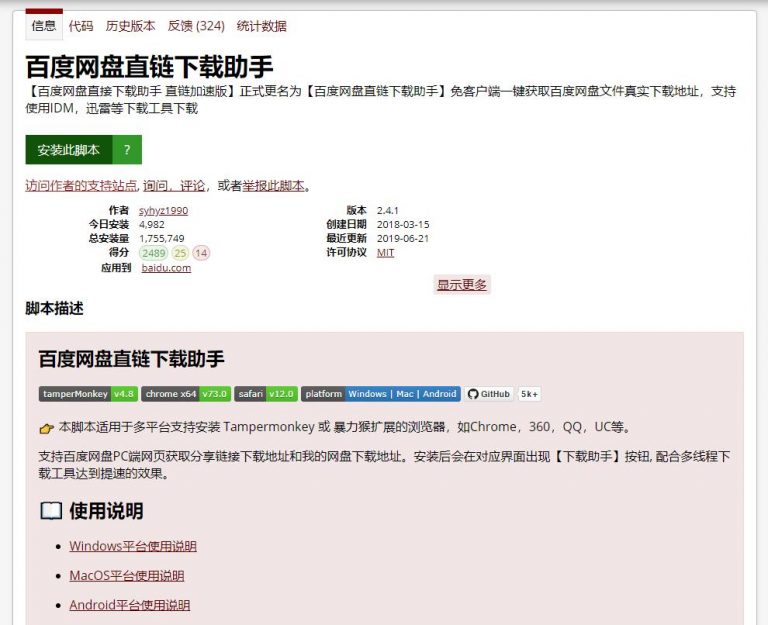 信息 代码 历史版本 反馈 (324) 统计数据
百度网盘直链下载助手
【百度网盘直接下载助手 直链加速版】正式更名为【百度网盘直链下载助手】免客户端一键获取百度网盘文件真实下载地址，支持
使用IDM，迅雷等下载工具下载
安装此脚本 ?
访问作者的支持站点, 询问，评论，或者举报此脚本。
作者 syhyz1990 版本 2.4.1
今日安装 4,982 创建日期 2018-03-15
总安装量 1,755,749 最近更新 2019-06-21
得分 2489 25 14 许可协议 MIT
应用到 baidu.com
显示更多
脚本描述
百度网盘直链下载助手
tamperMonkey v4.8 chrome x64 v73.0 safari v12.0 platform Windows | Mac | Android GitHub 5k+
👉 本脚本适用于多平台支持安装 Tampermonkey 或 暴力猴扩展的浏览器，如Chrome，360，QQ，UC等。
支持百度网盘PC端网页获取分享链接下载地址和我的网盘下载地址。安装后会在对应界面出现【下载助手】按钮, 配合多线程下
载工具达到提速的效果。
📖 使用说明
• Windows平台使用说明
• MacOS平台使用说明
• Android平台使用说明